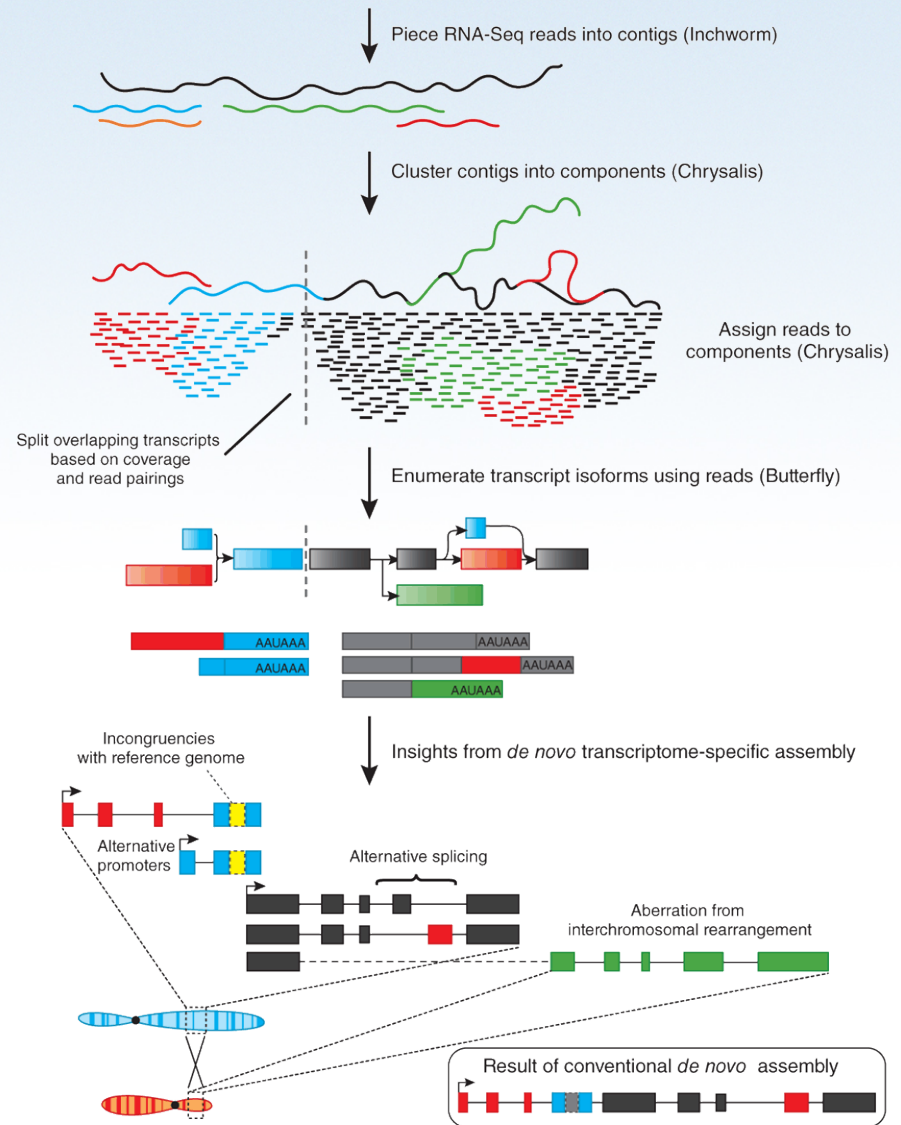 Piece RNA-Seq reads into contigs (Inchworm)
Cluster contigs into components (Chrysalis)
Assign reads to
components (Chrysalis)
Split overlapping transcripts
based on coverage
and read pairings
Enumerate transcript isoforms using reads (Butterfly)
AAUAAA
AAUAAA
AAUAAA
AAUAAA
AAUAAA
Insights from de novo transcriptome-specific assembly
Incongruencies
with reference genome
Alternative
promoters
Alternative splicing
Aberration from
interchromosomal rearrangement
Result of conventional de novo assembly